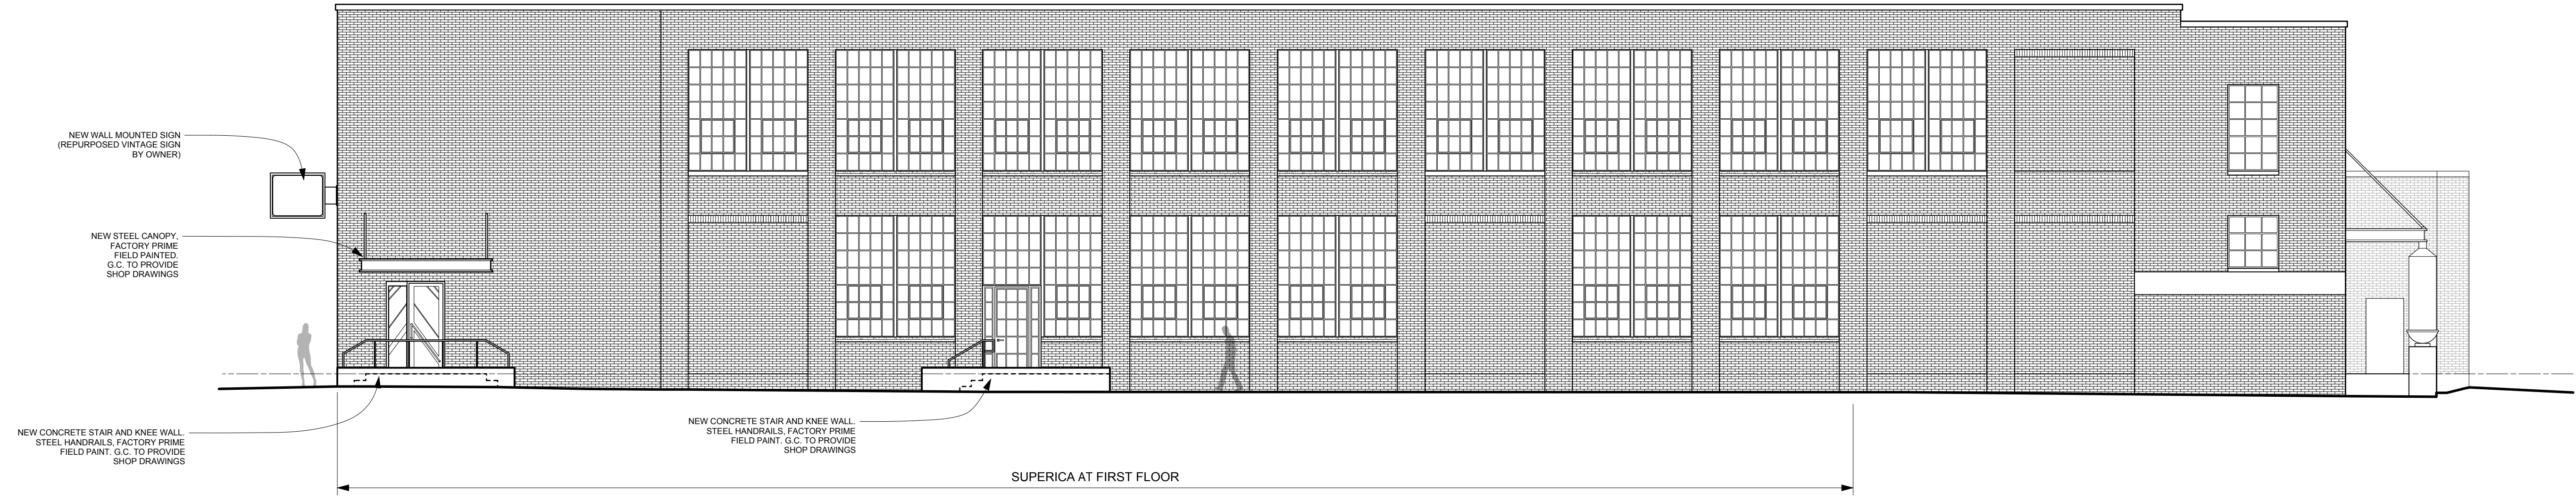 NEW WALL MOUNTED SIGN
(REPURPOSED VINTAGE SIGN
BY OWNER)
NEW STEEL CANOPY,
FACTORY PRIME
FIELD PAINTED.
G.C. TO PROVIDE
SHOP DRAWINGS
NEW CONCRETE STAIR AND KNEE WALL.
STEEL HANDRAILS, FACTORY PRIME
FIELD PAINT. G.C. TO PROVIDE
SHOP DRAWINGS
NEW CONCRETE STAIR AND KNEE WALL.
STEEL HANDRAILS, FACTORY PRIME
FIELD PAINT. G.C. TO PROVIDE
SHOP DRAWINGS
SUPERICA AT FIRST FLOOR